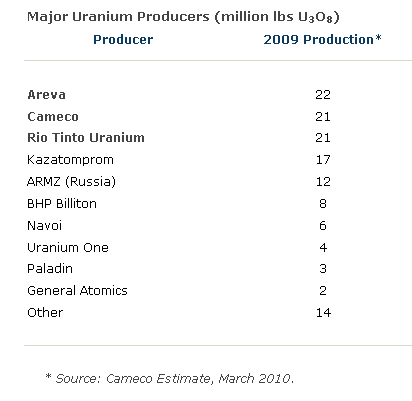 Major Uranium Producers (million lbs U₃O₈)
Producer 2009 Production*
Areva 22
Cameco 21
Rio Tinto Uranium 21
Kazatomprom 17
ARMZ (Russia) 12
BHP Billiton 8
Navoi 6
Uranium One 4
Paladin 3
General Atomics 2
Other 14
* Source: Cameco Estimate, March 2010.